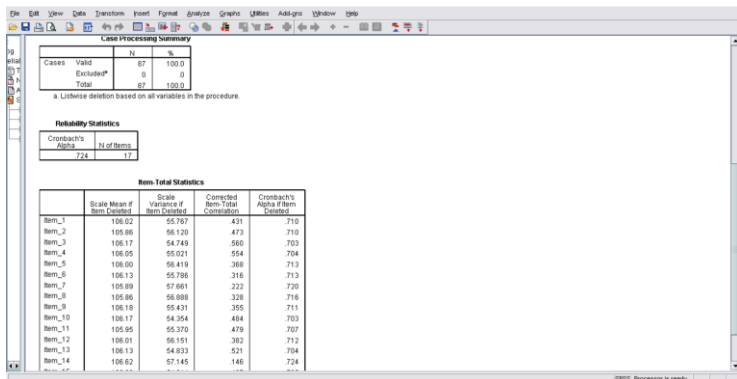 File Edit View Data Transform Insert Format Analyze Graphs Utilities Add-ons Window Help
Case Processing Summary
N %
Cases Valid 87 100.0
Excludedª 0 .0
Total 87 100.0
a. Listwise deletion based on all variables in the procedure.
Reliability Statistics
Cronbach's Alpha N of Items
.724 17
Item-Total Statistics
Scale Mean if Item Deleted Scale Variance if Item Deleted Corrected Item-Total Correlation Cronbach's Alpha if Item Deleted
Item_1 106.02 55.767 .431 .710
Item_2 105.86 56.120 .473 .710
Item_3 106.17 54.749 .560 .703
Item_4 106.05 55.021 .554 .704
Item_5 106.00 56.419 .368 .713
Item_6 106.13 55.786 .316 .713
Item_7 105.89 57.661 .222 .720
Item_8 105.86 56.888 .328 .716
Item_9 106.18 55.431 .355 .711
Item_10 106.17 54.354 .484 .703
Item_11 105.95 55.370 .479 .707
Item_12 106.01 56.151 .382 .712
Item_13 106.13 54.833 .521 .704
Item_14 106.62 57.145 .146 .724
SPSS Processor is ready